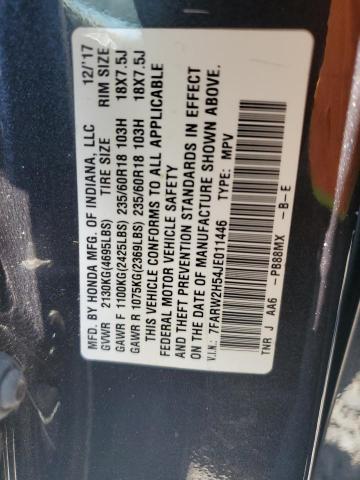 MFD. BY HONDA MFG. OF INDIANA, LLC 12/'17
GVWR 2130KG(4695LBS) TIRE SIZE RIM SIZE
GAWR F 1100KG(2425LBS) 235/60R18 103H 18X7.5J
GAWR R 1075KG(2369LBS) 235/60R18 103H 18X7.5J
THIS VEHICLE CONFORMS TO ALL APPLICABLE
FEDERAL MOTOR VEHICLE SAFETY
AND THEFT PREVENTION STANDARDS IN EFFECT
ON THE DATE OF MANUFACTURE SHOWN ABOVE.
V.I.N.: 7FARW2H54JE011446 TYPE: MPV
TNR J AA6 -PB88MX -B-E